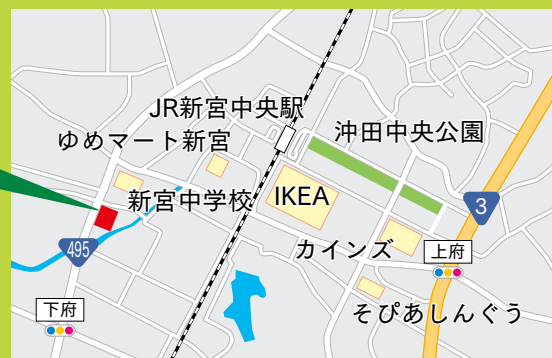 JR新宮中央駅
ゆめマート新宮
沖田中央公園
新宮中学校
IKEA
3
495
カインズ
上府
下府
そぴあしんぐう